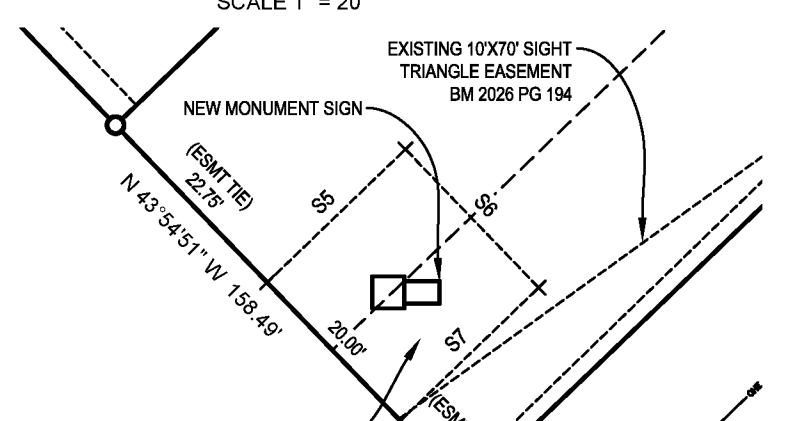 SCALE 1" = 20'
EXISTING 10'X70' SIGHT
TRIANGLE EASEMENT
BM 2026 PG 194
NEW MONUMENT SIGN
(ESMT TIE)
22.75'
N 43°54'51" W 158.49'
S5
S6
20.00'
S7
(ESM
OHE